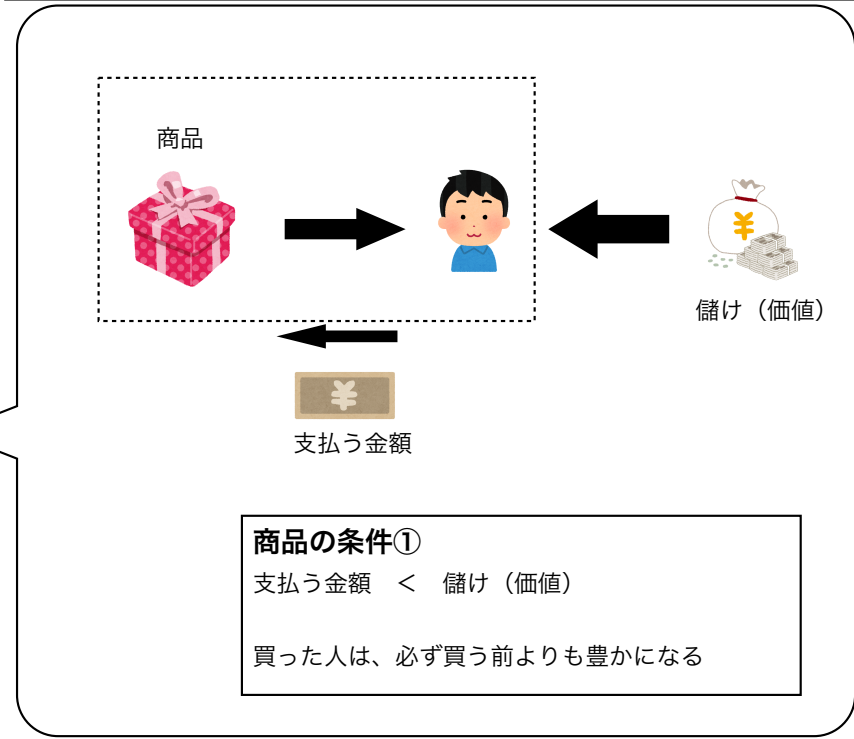 商品
¥
儲け（価値）
¥
支払う金額
商品の条件①
支払う金額　＜　儲け（価値）
買った人は、必ず買う前よりも豊かになる